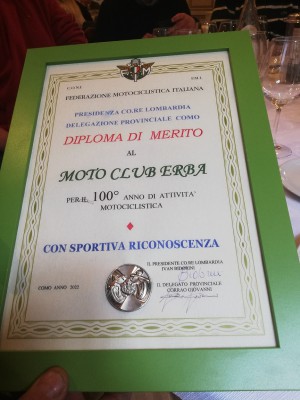 C.O.N.I. F.M.I.
FEDERAZIONE MOTOCICLISTICA ITALIANA
PRESIDENZA CO.RE LOMBARDIA
DELEGAZIONE PROVINCIALE COMO
DIPLOMA DI MERITO
AL
MOTO CLUB ERBA
PER IL 100° ANNO DI ATTIVITA'
MOTOCICLISTICA
CON SPORTIVA RICONOSCENZA
IL PRESIDENTE CO.RE LOMBARDIA
IVAN
COMO ANNO 2022
IL DELEGATO PROVINCIALE
CORRAO GIOVANNI